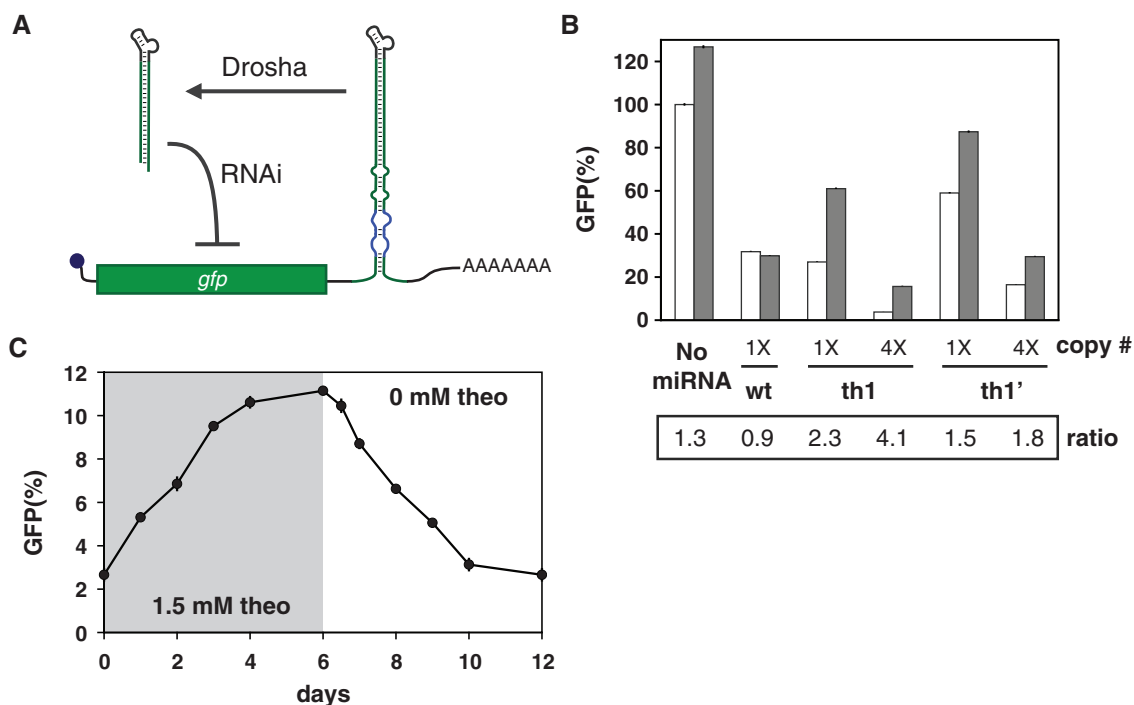 A
Drosha
RNAi
gfp
AAAAAAA
B
GFP(%)
120
100
80
60
40
20
0
No miRNA
1X
1X
4X
1X
4X
copy #
wt
th1
th1’
1.3
0.9
2.3
4.1
1.5
1.8
ratio
C
GFP(%)
12
10
8
6
4
2
0
0 mM theo
1.5 mM theo
0
2
4
6
8
10
12
days